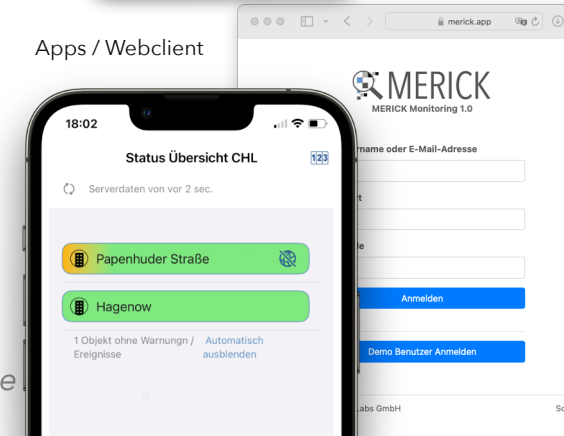 Apps / Webclient
merick.app
MERICK
MERICK Monitoring 1.0
18:02
Status Übersicht CHL
123
Serverdaten von vor 2 sec.
Papenhuder Straße
Hagenow
1 Objekt ohne Warnungn / Automatisch
Ereignisse ausblenden
name oder E-Mail-Adresse
Anmelden
Demo Benutzer Anmelden
abs GmbH